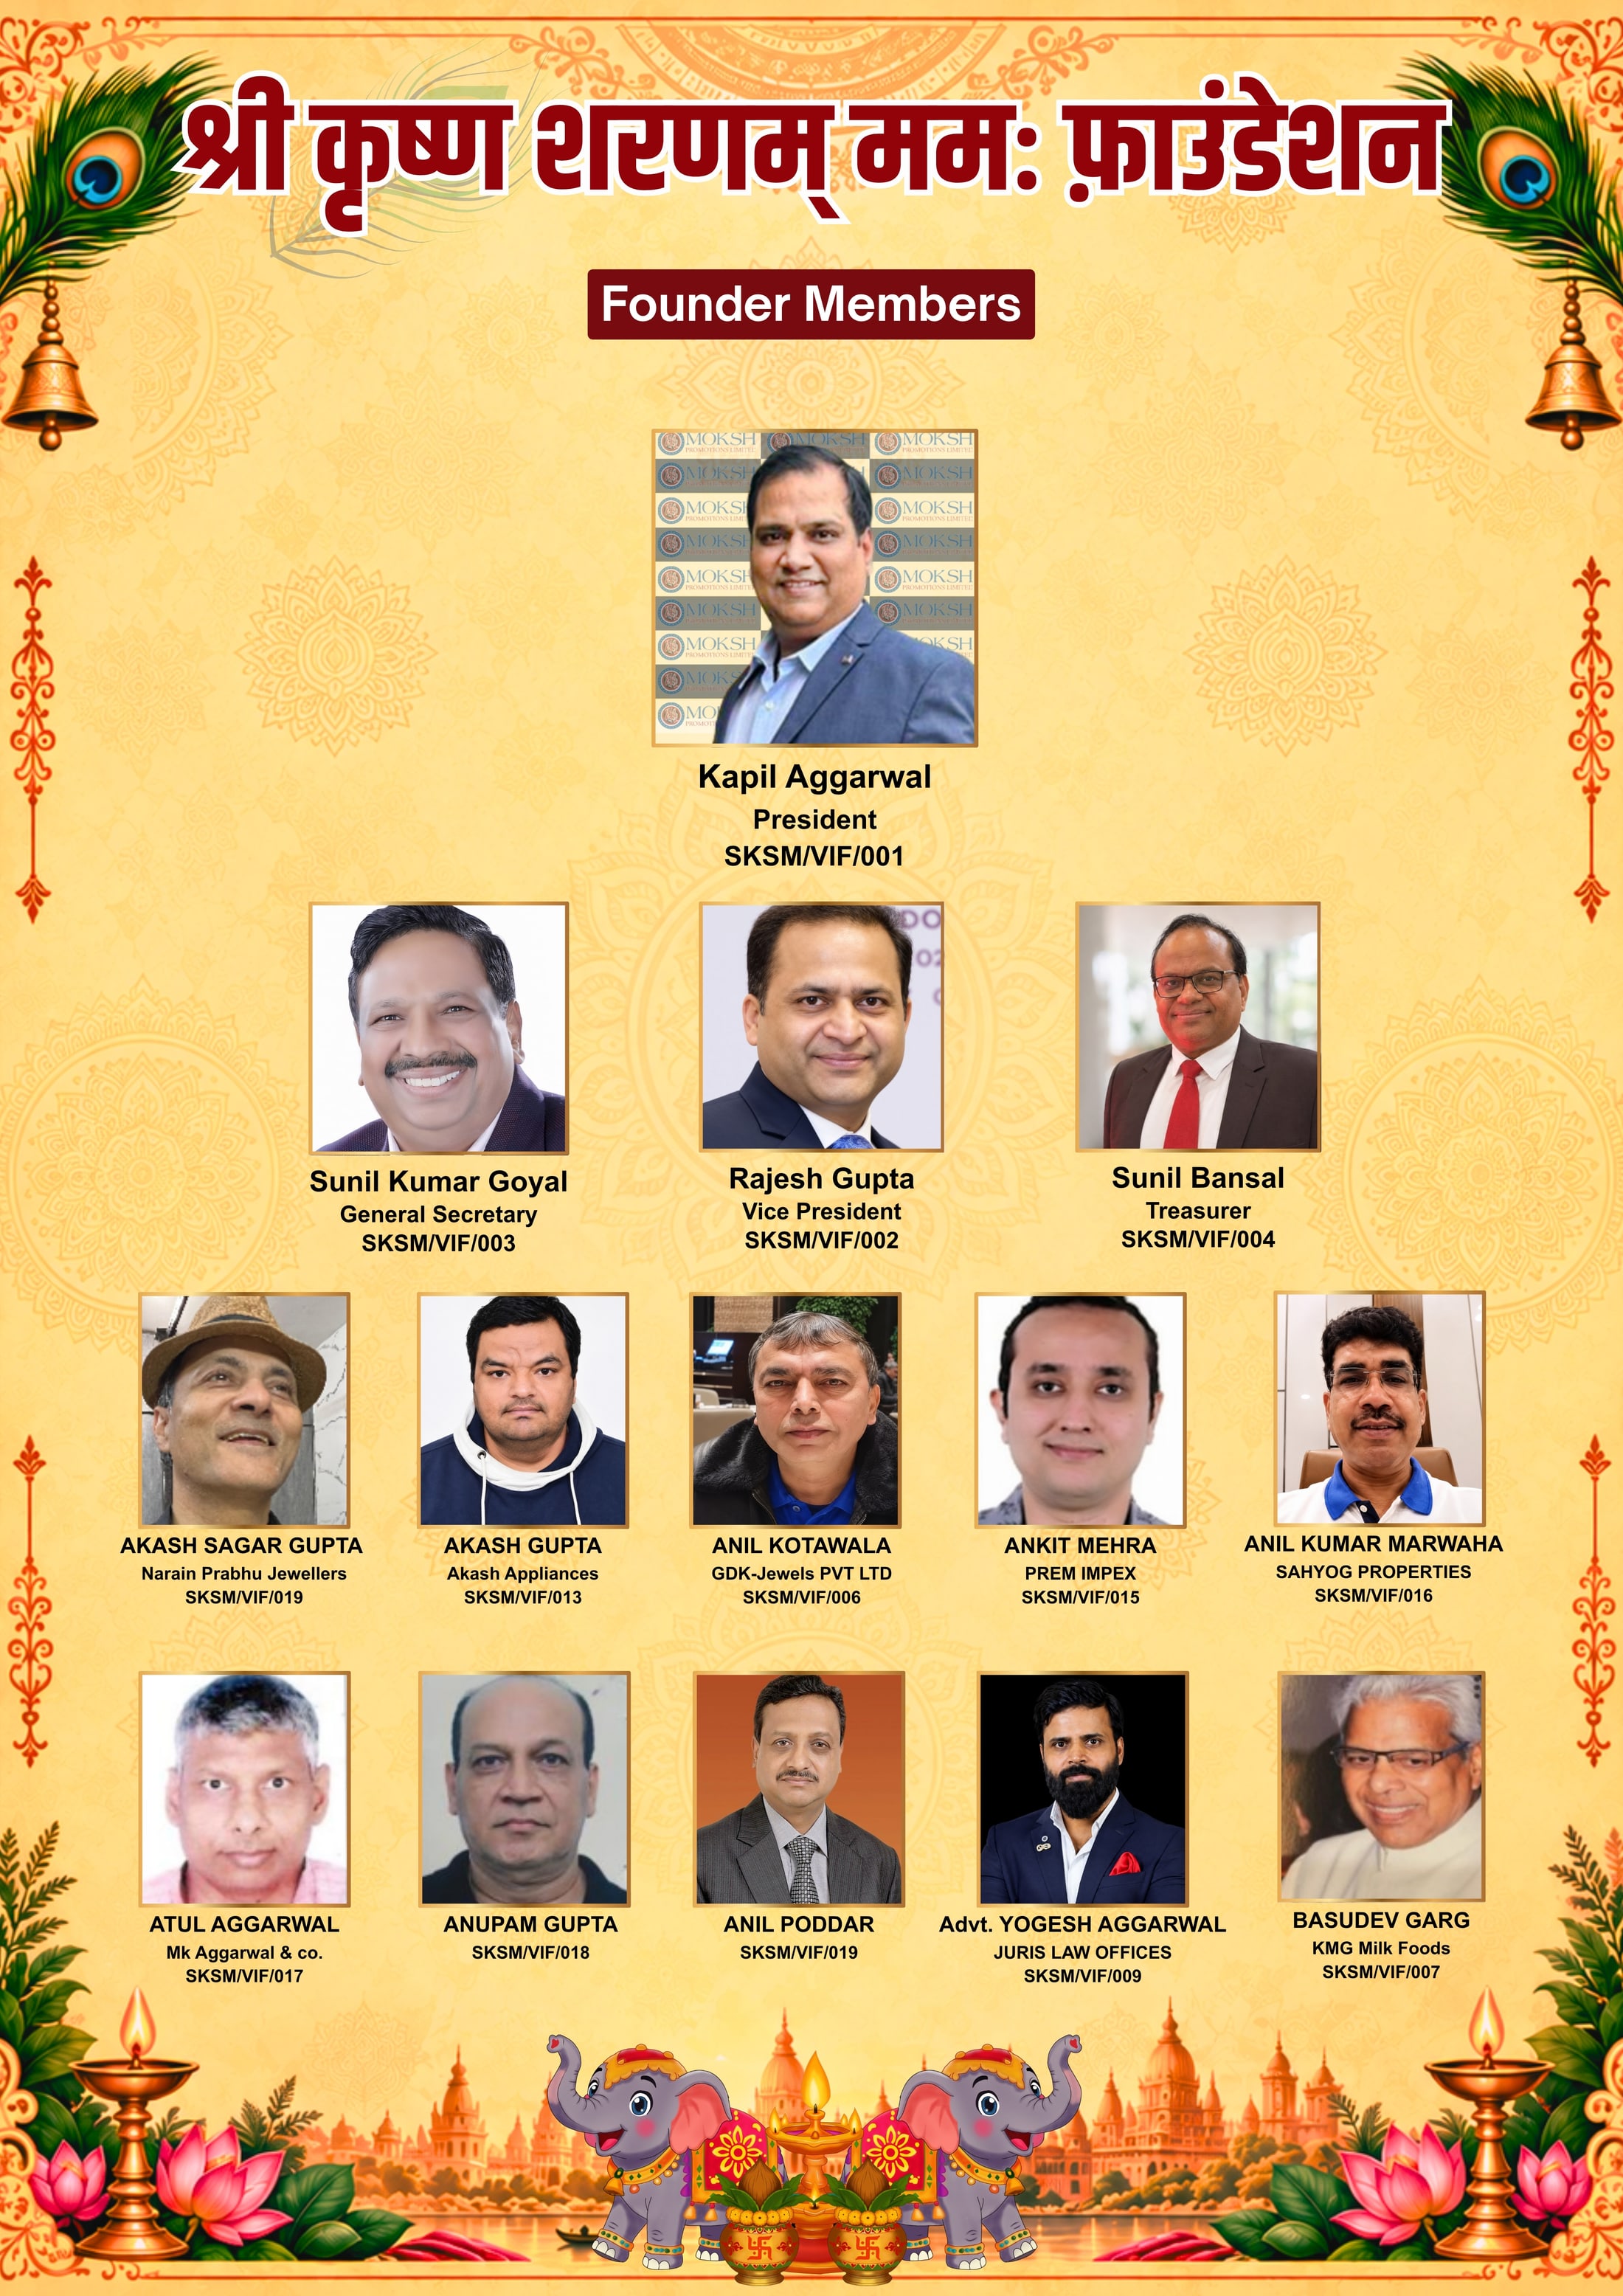 श्री कृष्ण शरणम् ममः फ़ाउंडेशन
Founder Members
MOKSH
PROMOTIONS LIMITED
Kapil Aggarwal
President
SKSM/VIF/001
Sunil Kumar Goyal
General Secretary
SKSM/VIF/003
Rajesh Gupta
Vice President
SKSM/VIF/002
Sunil Bansal
Treasurer
SKSM/VIF/004
AKASH SAGAR GUPTA
Narain Prabhu Jewellers
SKSM/VIF/019
AKASH GUPTA
Akash Appliances
SKSM/VIF/013
ANIL KOTAWALA
GDK-Jewels PVT LTD
SKSM/VIF/006
ANKIT MEHRA
PREM IMPEX
SKSM/VIF/015
ANIL KUMAR MARWAHA
SAHYOG PROPERTIES
SKSM/VIF/016
ATUL AGGARWAL
Mk Aggarwal & co.
SKSM/VIF/017
ANUPAM GUPTA
SKSM/VIF/018
ANIL PODDAR
SKSM/VIF/019
Advt. YOGESH AGGARWAL
JURIS LAW OFFICES
SKSM/VIF/009
BASUDEV GARG
KMG Milk Foods
SKSM/VIF/007